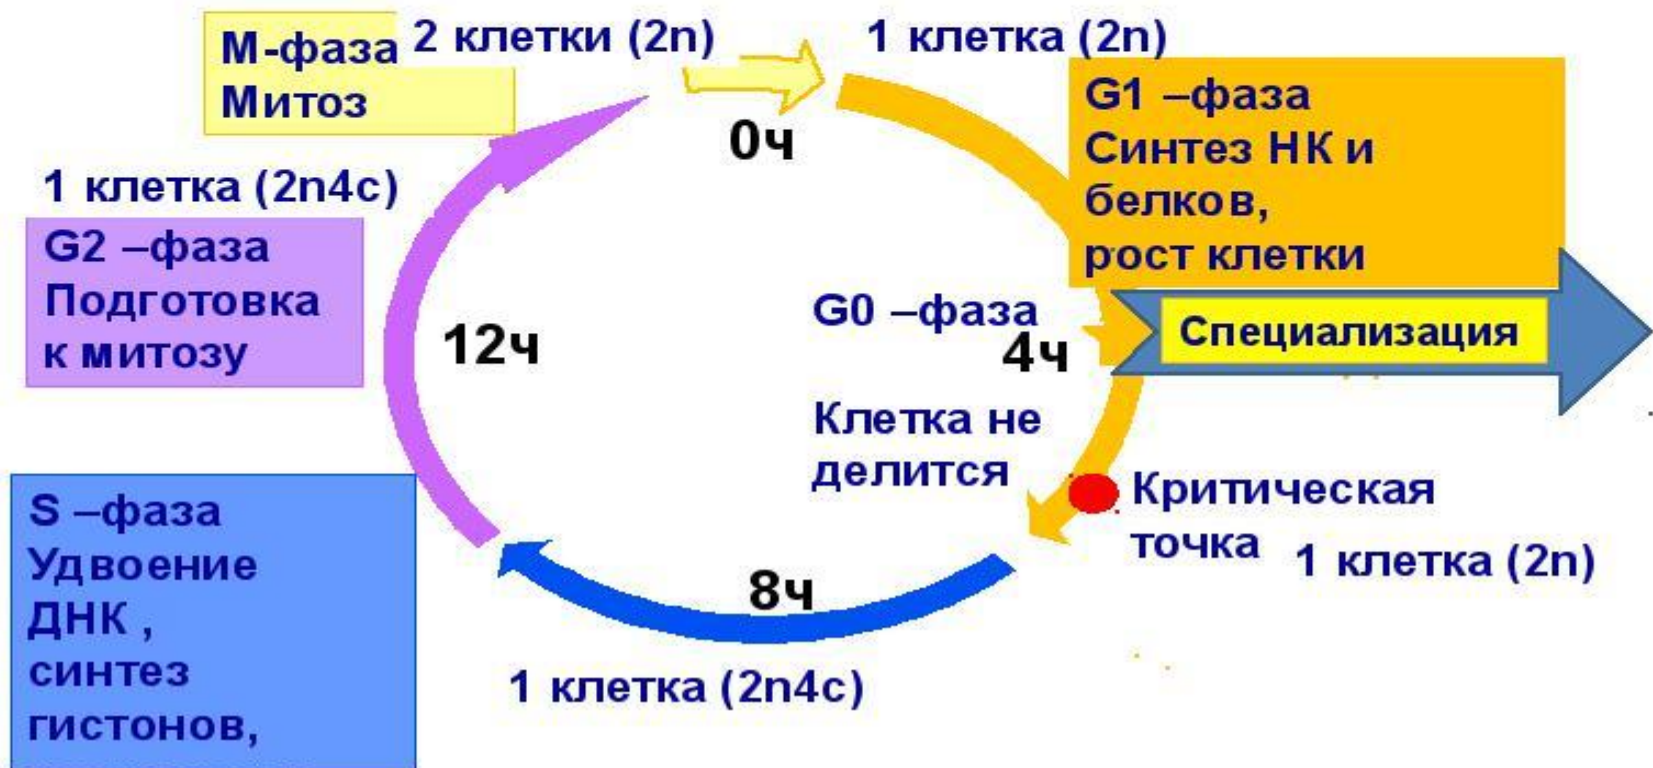 М-фаза
Митоз
2 клетки (2n)
1 клетка (2n)
0ч
G1 –фаза
Синтез НК и
белков,
рост клетки
1 клетка (2n4c)
G2 –фаза
Подготовка
к митозу
12ч
G0 –фаза
4ч
Специализация
Клетка не
делится
Критическая
точка
1 клетка (2n)
S –фаза
Удвоение
ДНК ,
синтез
гистонов,
8ч
1 клетка (2n4c)